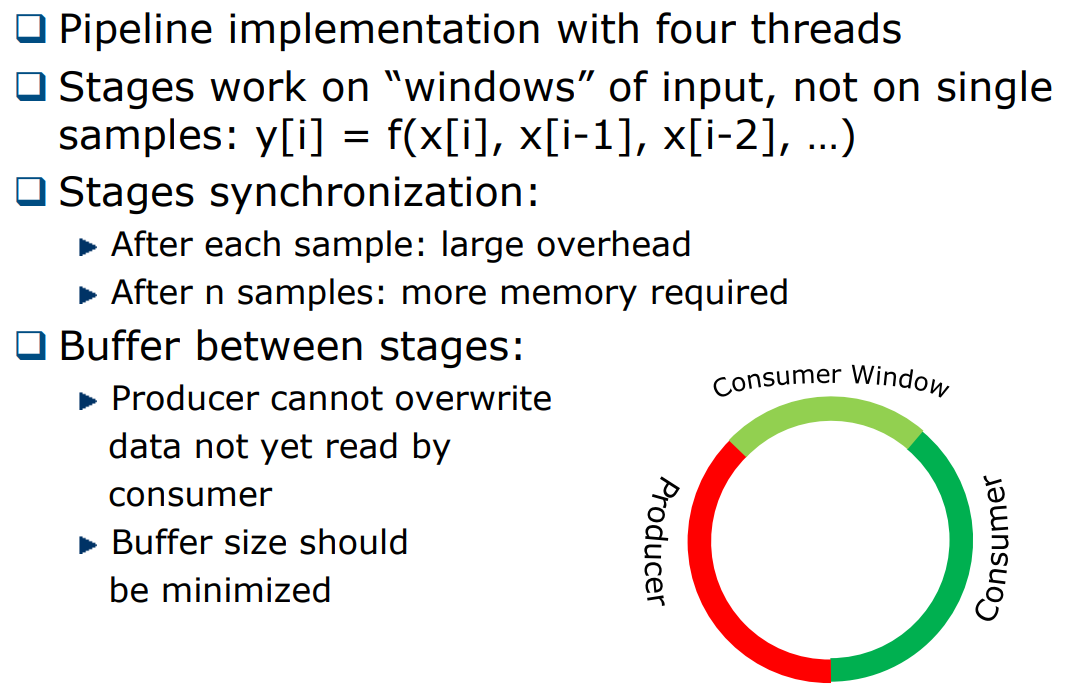 Pipeline implementation with four threads
Stages work on “windows” of input, not on single
samples: y[i] = f(x[i], x[i-1], x[i-2], …)
Stages synchronization:
After each sample: large overhead
After n samples: more memory required
Buffer between stages:
Producer cannot overwrite
data not yet read by
consumer
Buffer size should
be minimized
Consumer Window
Producer
Consumer